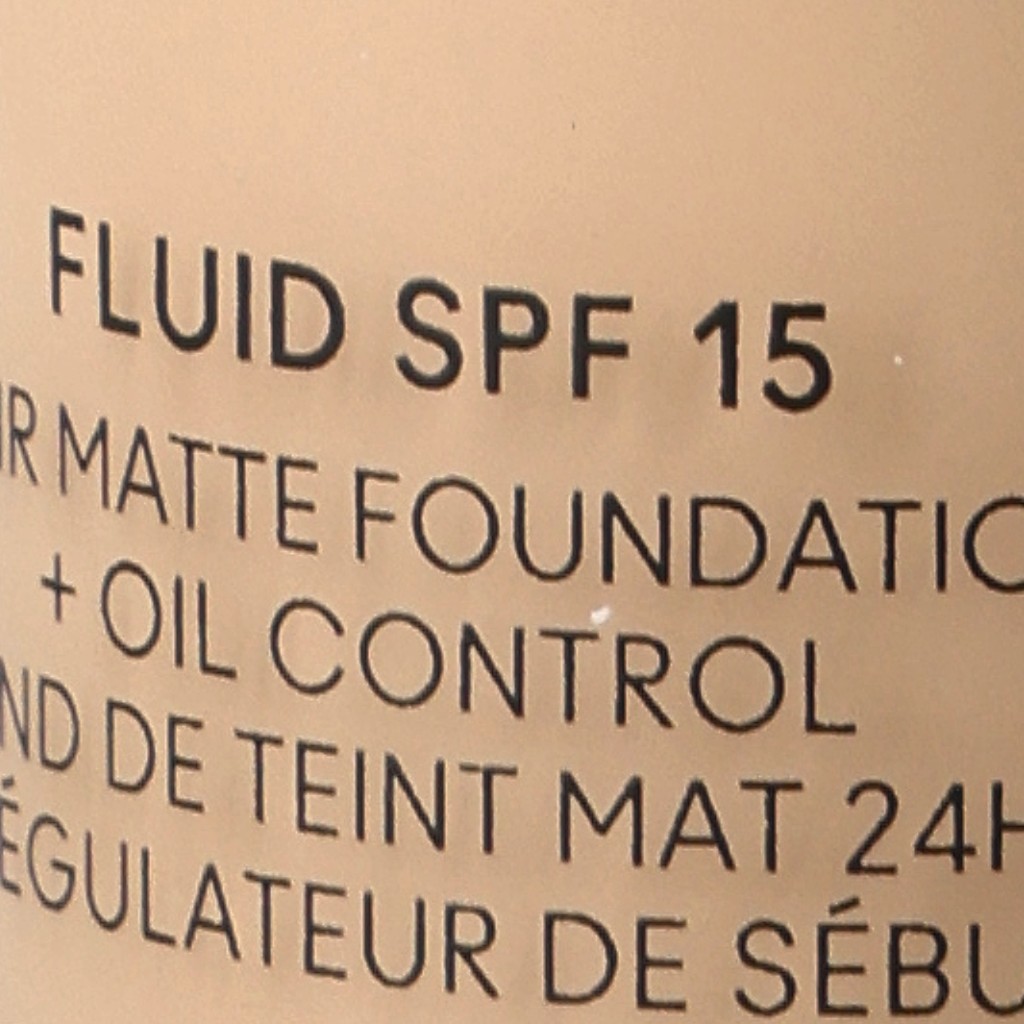 FLUID SPF 15
R MATTE FOUNDATIO
+ OIL CONTROL
ND DE TEINT MAT 24H
ÉGULATEUR DE SÉBU